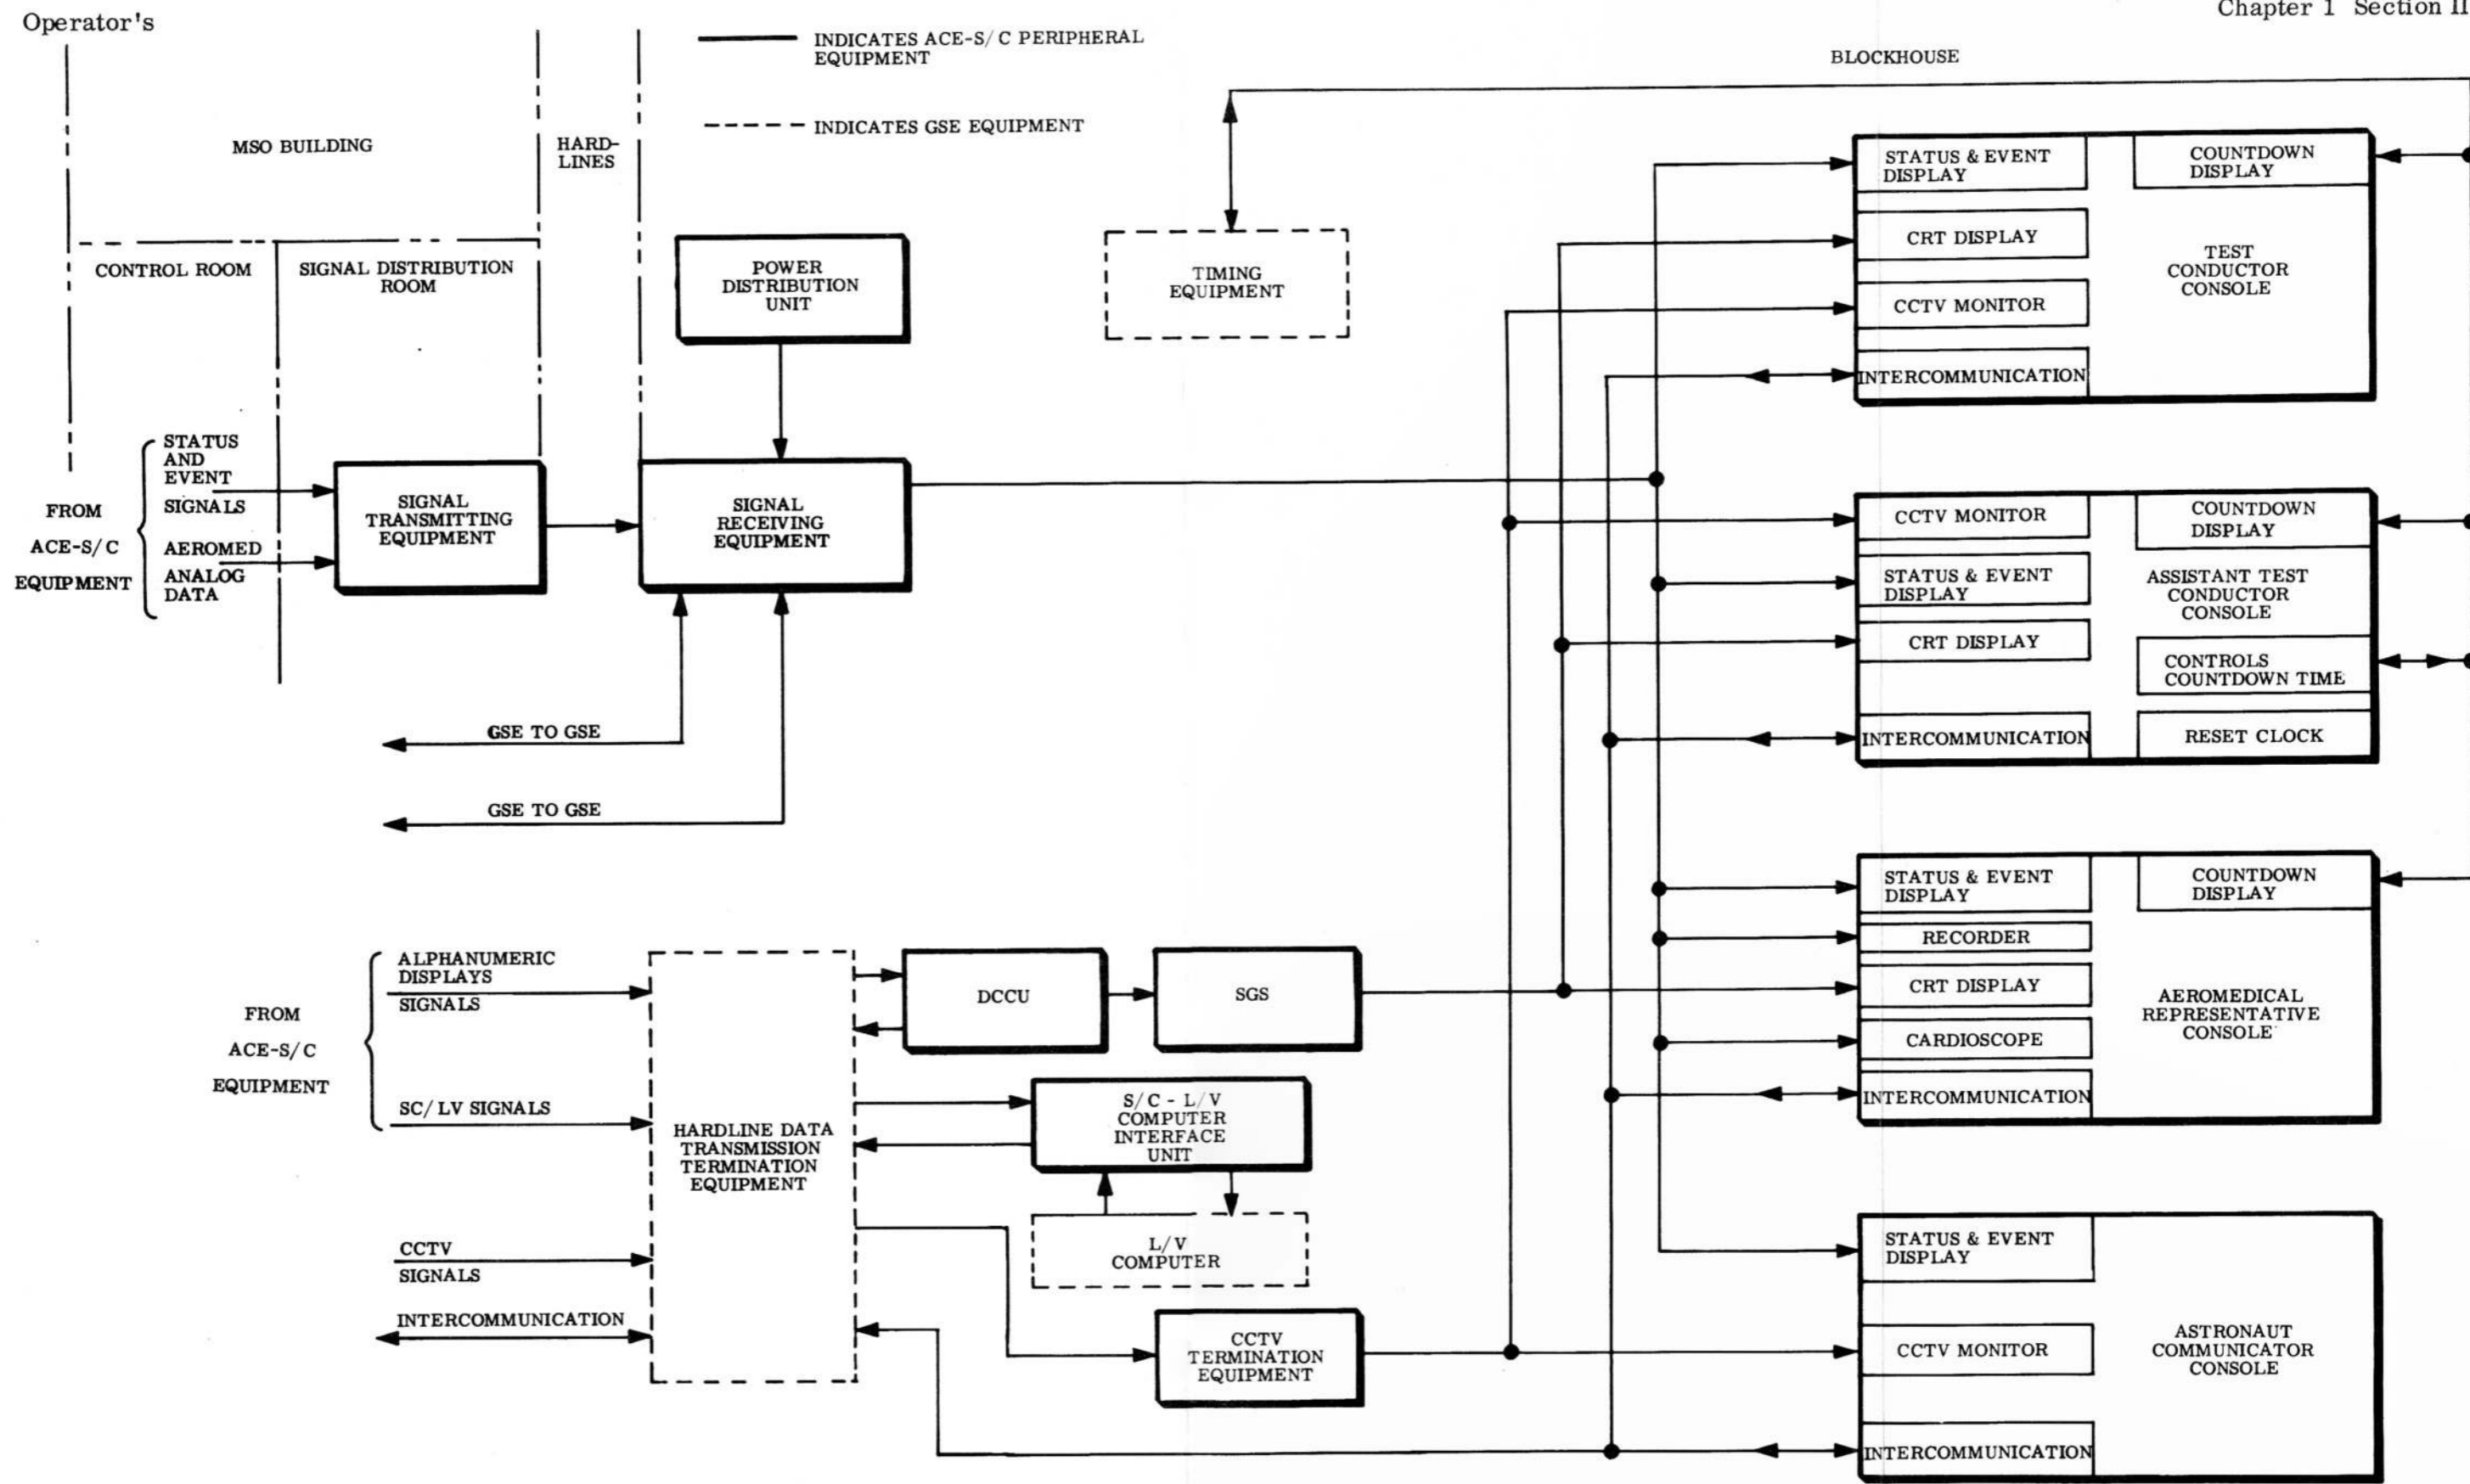 Operator's
Chapter 1 Section II
INDICATES ACE-S/C PERIPHERAL
EQUIPMENT
INDICATES GSE EQUIPMENT
BLOCKHOUSE
MSO BUILDING
HARD-
LINES
CONTROL ROOM
SIGNAL DISTRIBUTION
ROOM
POWER
DISTRIBUTION
UNIT
TIMING
EQUIPMENT
STATUS & EVENT
DISPLAY
COUNTDOWN
DISPLAY
CRT DISPLAY
TEST
CONDUCTOR
CONSOLE
CCTV MONITOR
INTERCOMMUNICATION
FROM
ACE-S/C
EQUIPMENT
STATUS
AND
EVENT
SIGNALS
AEROMED
ANALOG
DATA
SIGNAL
TRANSMITTING
EQUIPMENT
SIGNAL
RECEIVING
EQUIPMENT
GSE TO GSE
GSE TO GSE
CCTV MONITOR
COUNTDOWN
DISPLAY
STATUS & EVENT
DISPLAY
ASSISTANT TEST
CONDUCTOR
CONSOLE
CRT DISPLAY
CONTROLS
COUNTDOWN TIME
INTERCOMMUNICATION
RESET CLOCK
STATUS & EVENT
DISPLAY
COUNTDOWN
DISPLAY
RECORDER
CRT DISPLAY
AEROMEDICAL
REPRESENTATIVE
CONSOLE
CARDIOSCOPE
INTERCOMMUNICATION
FROM
ACE-S/C
EQUIPMENT
ALPHANUMERIC
DISPLAYS
SIGNALS
SC/LV SIGNALS
CCTV
SIGNALS
INTERCOMMUNICATION
HARDLINE DATA
TRANSMISSION
TERMINATION
EQUIPMENT
DCCU
SGS
S/C - L/V
COMPUTER
INTERFACE
UNIT
L/V
COMPUTER
CCTV
TERMINATION
EQUIPMENT
STATUS & EVENT
DISPLAY
CCTV MONITOR
ASTRONAUT
COMMUNICATOR
CONSOLE
INTERCOMMUNICATION